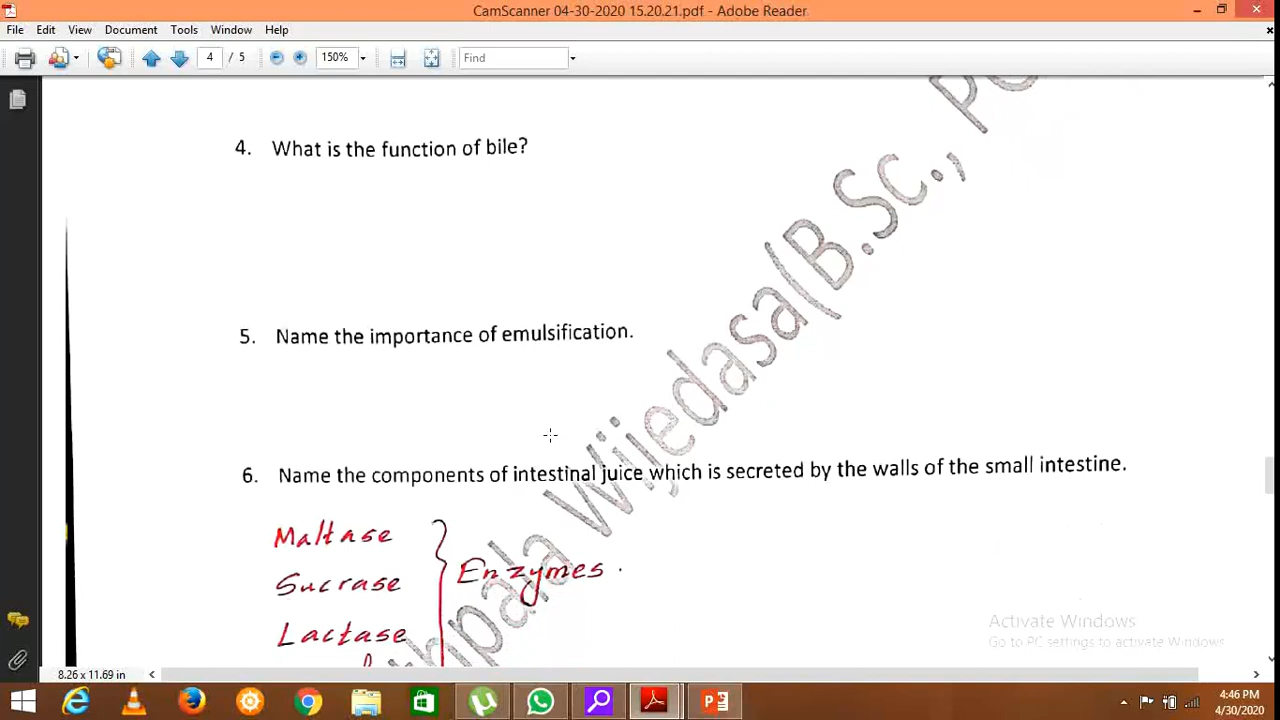 CamScanner 04-30-2020 15.20.21.pdf - Adobe Reader
File Edit View Document Tools Window Help
4 / 5 150% Find
4. What is the function of bile?
5. Name the importance of emulsification.
6. Name the components of intestinal juice which is secreted by the walls of the small intestine.
Maltase
Sucrase
Lactase
Enzymes .
Wijedasa(B.Sc.,
Activate Windows
Go to PC settings to activate Windows
8.26 x 11.69 in
4:46 PM
4/30/2020